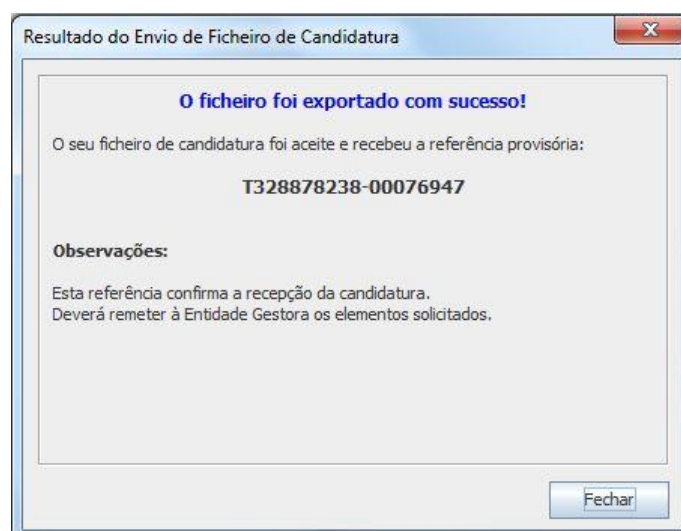 Resultado do Envio de Ficheiro de Candidatura
O ficheiro foi exportado com sucesso!
O seu ficheiro de candidatura foi aceite e recebeu a referência provisória:
T328878238-00076947
Observações:
Esta referência confirma a recepção da candidatura.
Deverá remeter à Entidade Gestora os elementos solicitados.
Fechar